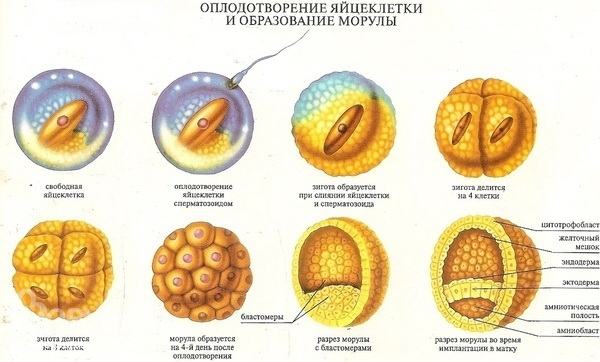 ОПЛОДОТВОРЕНИЕ ЯЙЦЕКЛЕТКИ
И ОБРАЗОВАНИЕ МОРУЛЫ
свободная
яйцеклетка
оплодотворение
яйцеклетки
сперматозоидом
зигота образуется
при слиянии яйцеклетки
и сперматозоида
зигота делится
на 4 клетки
зигота делится
на клеток
морула образуется
на 4-й день после
оплодотворения
бластомеры
разрез морулы
с бластомерами
цитотрофобласт
желточный
мешок
эндодерма
эктодерма
амниотическая
полость
амниобласт
разрез морулы во время
имплантации в матку